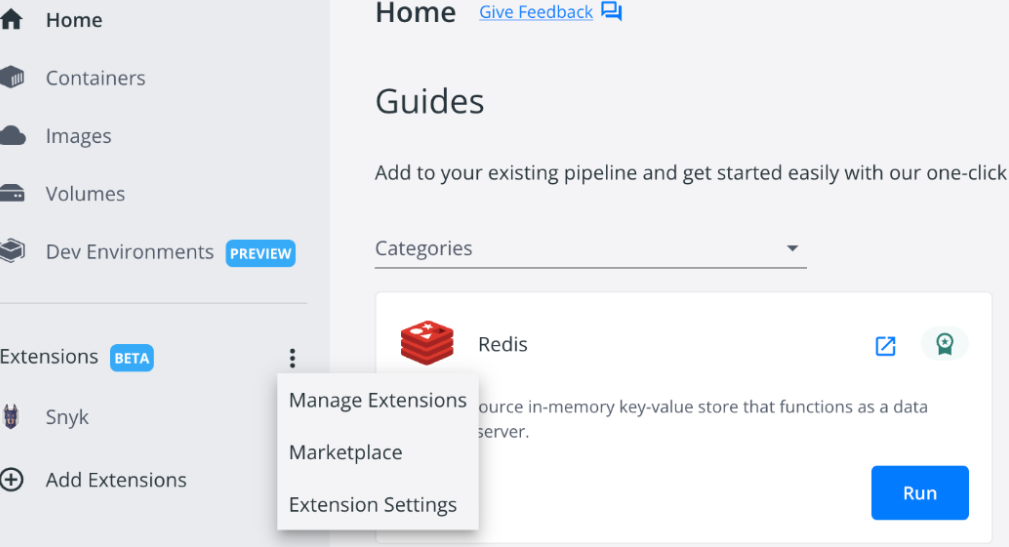 Home
Containers
Images
Volumes
Dev Environments PREVIEW
Extensions BETA
Snyk
Add Extensions
Manage Extensions
Marketplace
Extension Settings
Home Give Feedback
Guides
Add to your existing pipeline and get started easily with our one-click
Categories
Redis
ource in-memory key-value store that functions as a data
server.
Run